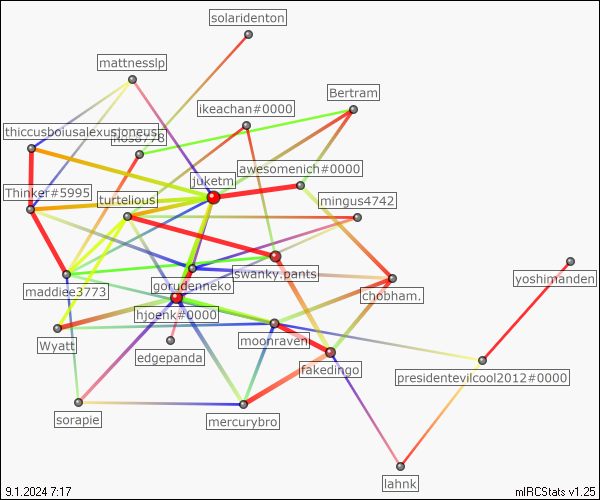 solaridenton
mattnesslp
Bertram
ikeachan#0000
thiccusboiusalexusjoneus
awesomenich#0000
juketm
Thinker#5995
turtelious
mingus4742
swanky.pants
yoshimanden
gorudenneko
maddiee3773
chobham.
hjoenk#0000
moonraven
Wyatt
edgepanda
fakedingo
presidentevilcool2012#0000
sorapie
mercurybro
lahnk
9.1.2024 7:17
mIRCStats v1.25